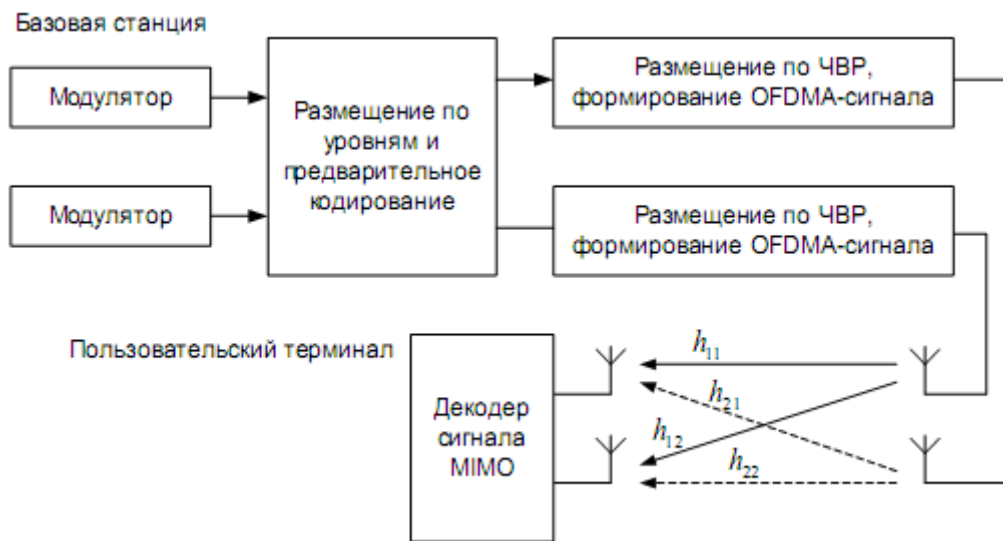 Базовая станция
Модулятор
Модулятор
Размещение по
уровням и
предварительное
кодирование
Размещение по ЧВР,
формирование OFDMA-сигнала
Размещение по ЧВР,
формирование OFDMA-сигнала
Пользовательский терминал
Декодер
сигнала
MIMO
h11
h21
h12
h22